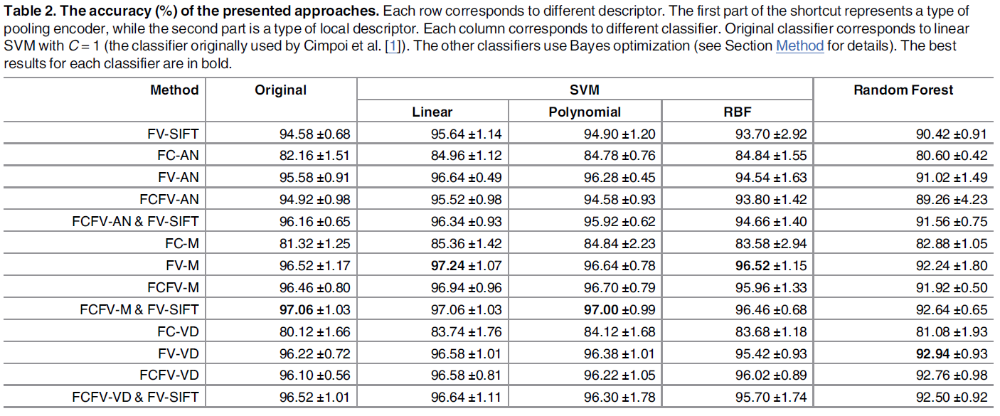 Table 2. The accuracy (%) of the presented approaches. Each row corresponds to different descriptor. The first part of the shortcut represents a type of
pooling encoder, while the second part is a type of local descriptor. Each column corresponds to different classifier. Original classifier corresponds to linear
SVM with C = 1 (the classifier originally used by Cimpoi et al. [1]). The other classifiers use Bayes optimization (see Section Method for details). The best
results for each classifier are in bold.
Method Original SVM Random Forest
Linear Polynomial RBF
FV-SIFT 94.58 ±0.68 95.64 ±1.14 94.90 ±1.20 93.70 ±2.92 90.42 ±0.91
FC-AN 82.16 ±1.51 84.96 ±1.12 84.78 ±0.76 84.84 ±1.55 80.60 ±0.42
FV-AN 95.58 ±0.91 96.64 ±0.49 96.28 ±0.45 94.54 ±1.63 91.02 ±1.49
FCFV-AN 94.92 ±0.98 95.52 ±0.98 94.58 ±0.93 93.80 ±1.42 89.26 ±4.23
FCFV-AN & FV-SIFT 96.16 ±0.65 96.34 ±0.93 95.92 ±0.62 94.66 ±1.40 91.56 ±0.75
FC-M 81.32 ±1.25 85.36 ±1.42 84.84 ±2.23 83.58 ±2.94 82.88 ±1.05
FV-M 96.52 ±1.17 97.24 ±1.07 96.64 ±0.78 96.52 ±1.15 92.24 ±1.80
FCFV-M 96.46 ±0.80 96.94 ±0.96 96.70 ±0.79 95.96 ±1.33 91.92 ±0.50
FCFV-M & FV-SIFT 97.06 ±1.03 97.06 ±1.03 97.00 ±0.99 96.46 ±0.68 92.64 ±0.65
FC-VD 80.12 ±1.66 83.74 ±1.76 84.12 ±1.68 83.68 ±1.18 81.08 ±1.93
FV-VD 96.22 ±0.72 96.58 ±1.01 96.38 ±1.01 95.42 ±0.93 92.94 ±0.93
FCFV-VD 96.10 ±0.56 96.58 ±0.81 96.22 ±1.05 96.02 ±0.89 92.76 ±0.98
FCFV-VD & FV-SIFT 96.52 ±1.01 96.64 ±1.11 96.30 ±1.78 95.70 ±1.74 92.50 ±0.92